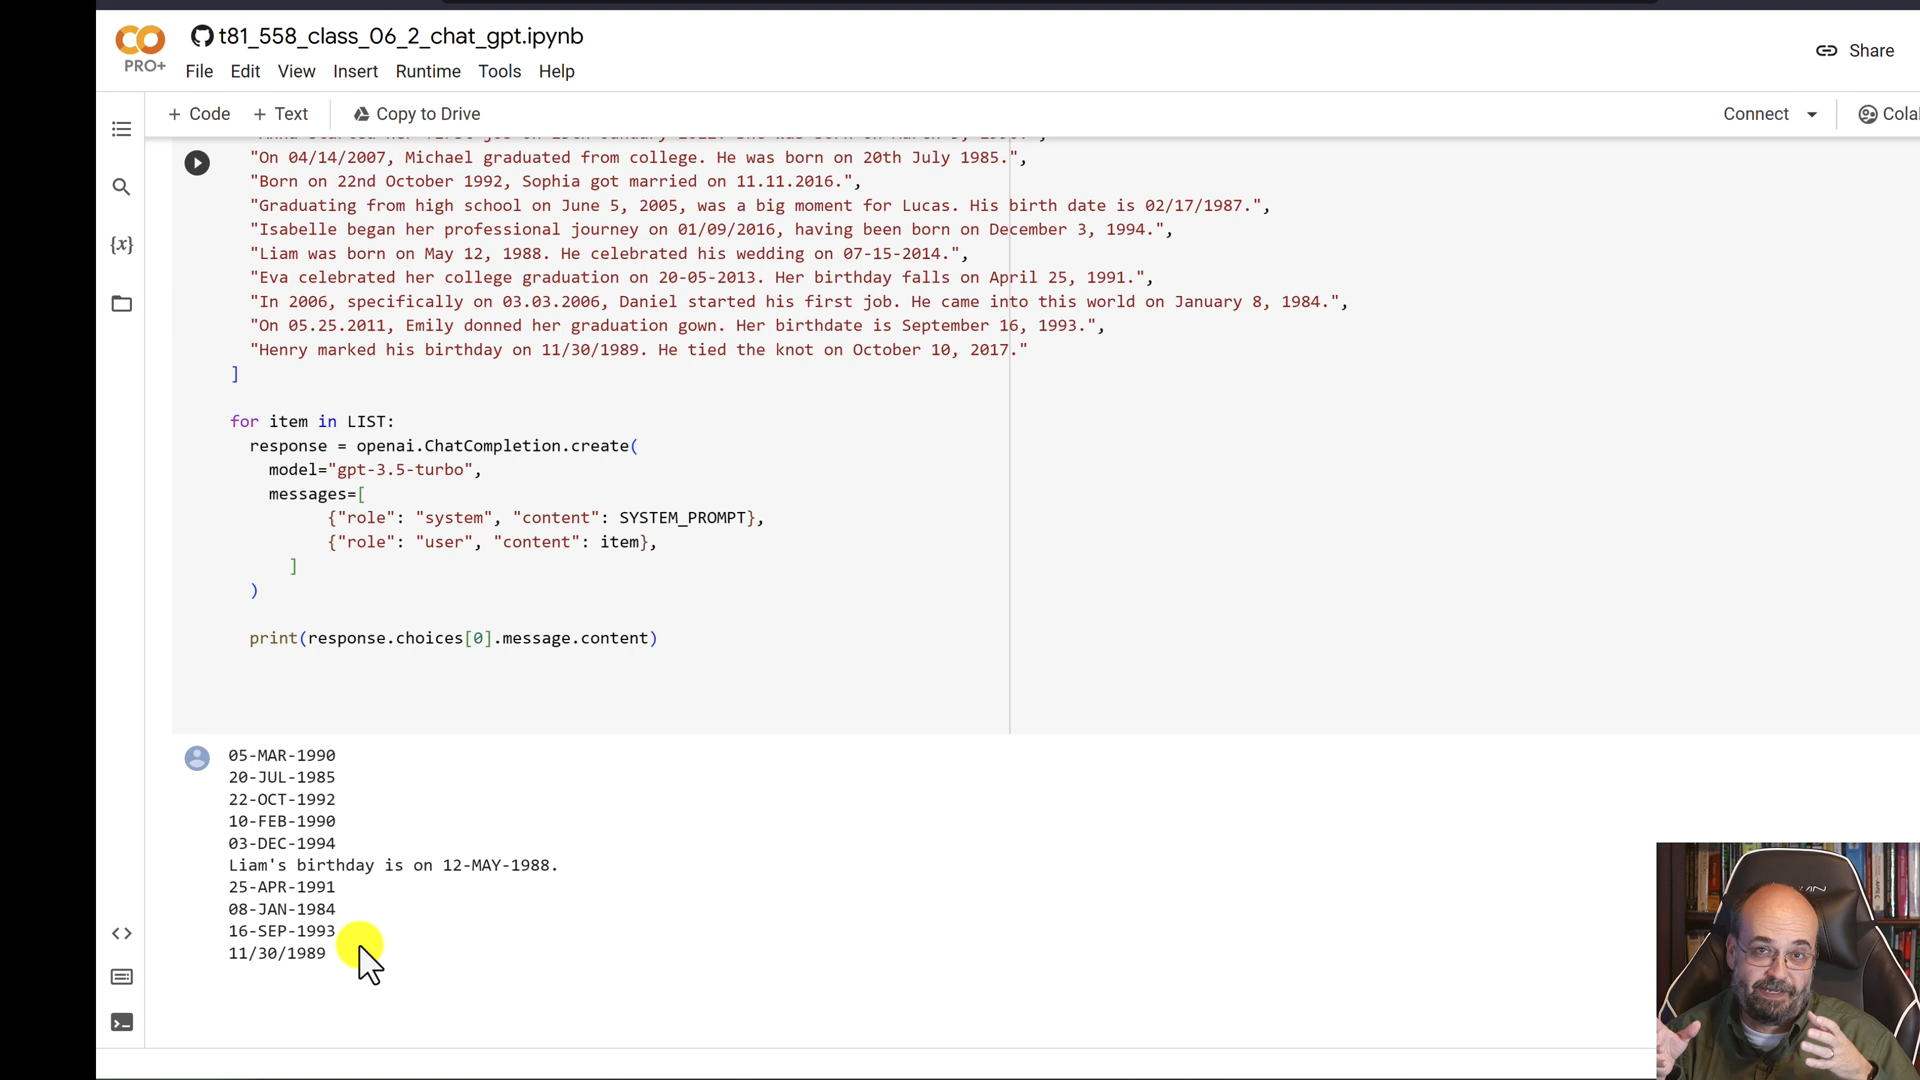 t81_558_class_06_2_chat_gpt.ipynb
PRO+
File Edit View Insert Runtime Tools Help
Share
+ Code + Text Copy to Drive
Connect
"On 04/14/2007, Michael graduated from college. He was born on 20th July 1985.",
"Born on 22nd October 1992, Sophia got married on 11.11.2016.",
"Graduating from high school on June 5, 2005, was a big moment for Lucas. His birth date is 02/17/1987.",
"Isabelle began her professional journey on 01/09/2016, having been born on December 3, 1994.",
"Liam was born on May 12, 1988. He celebrated his wedding on 07-15-2014.",
"Eva celebrated her college graduation on 20-05-2013. Her birthday falls on April 25, 1991.",
"In 2006, specifically on 03.03.2006, Daniel started his first job. He came into this world on January 8, 1984.",
"On 05.25.2011, Emily donned her graduation gown. Her birthdate is September 16, 1993.",
"Henry marked his birthday on 11/30/1989. He tied the knot on October 10, 2017."
]
for item in LIST:
response = openai.ChatCompletion.create(
model="gpt-3.5-turbo",
messages=[
{"role": "system", "content": SYSTEM_PROMPT},
{"role": "user", "content": item},
]
)
print(response.choices[0].message.content)
05-MAR-1990
20-JUL-1985
22-OCT-1992
10-FEB-1990
03-DEC-1994
Liam's birthday is on 12-MAY-1988.
25-APR-1991
08-JAN-1984
16-SEP-1993
11/30/1989